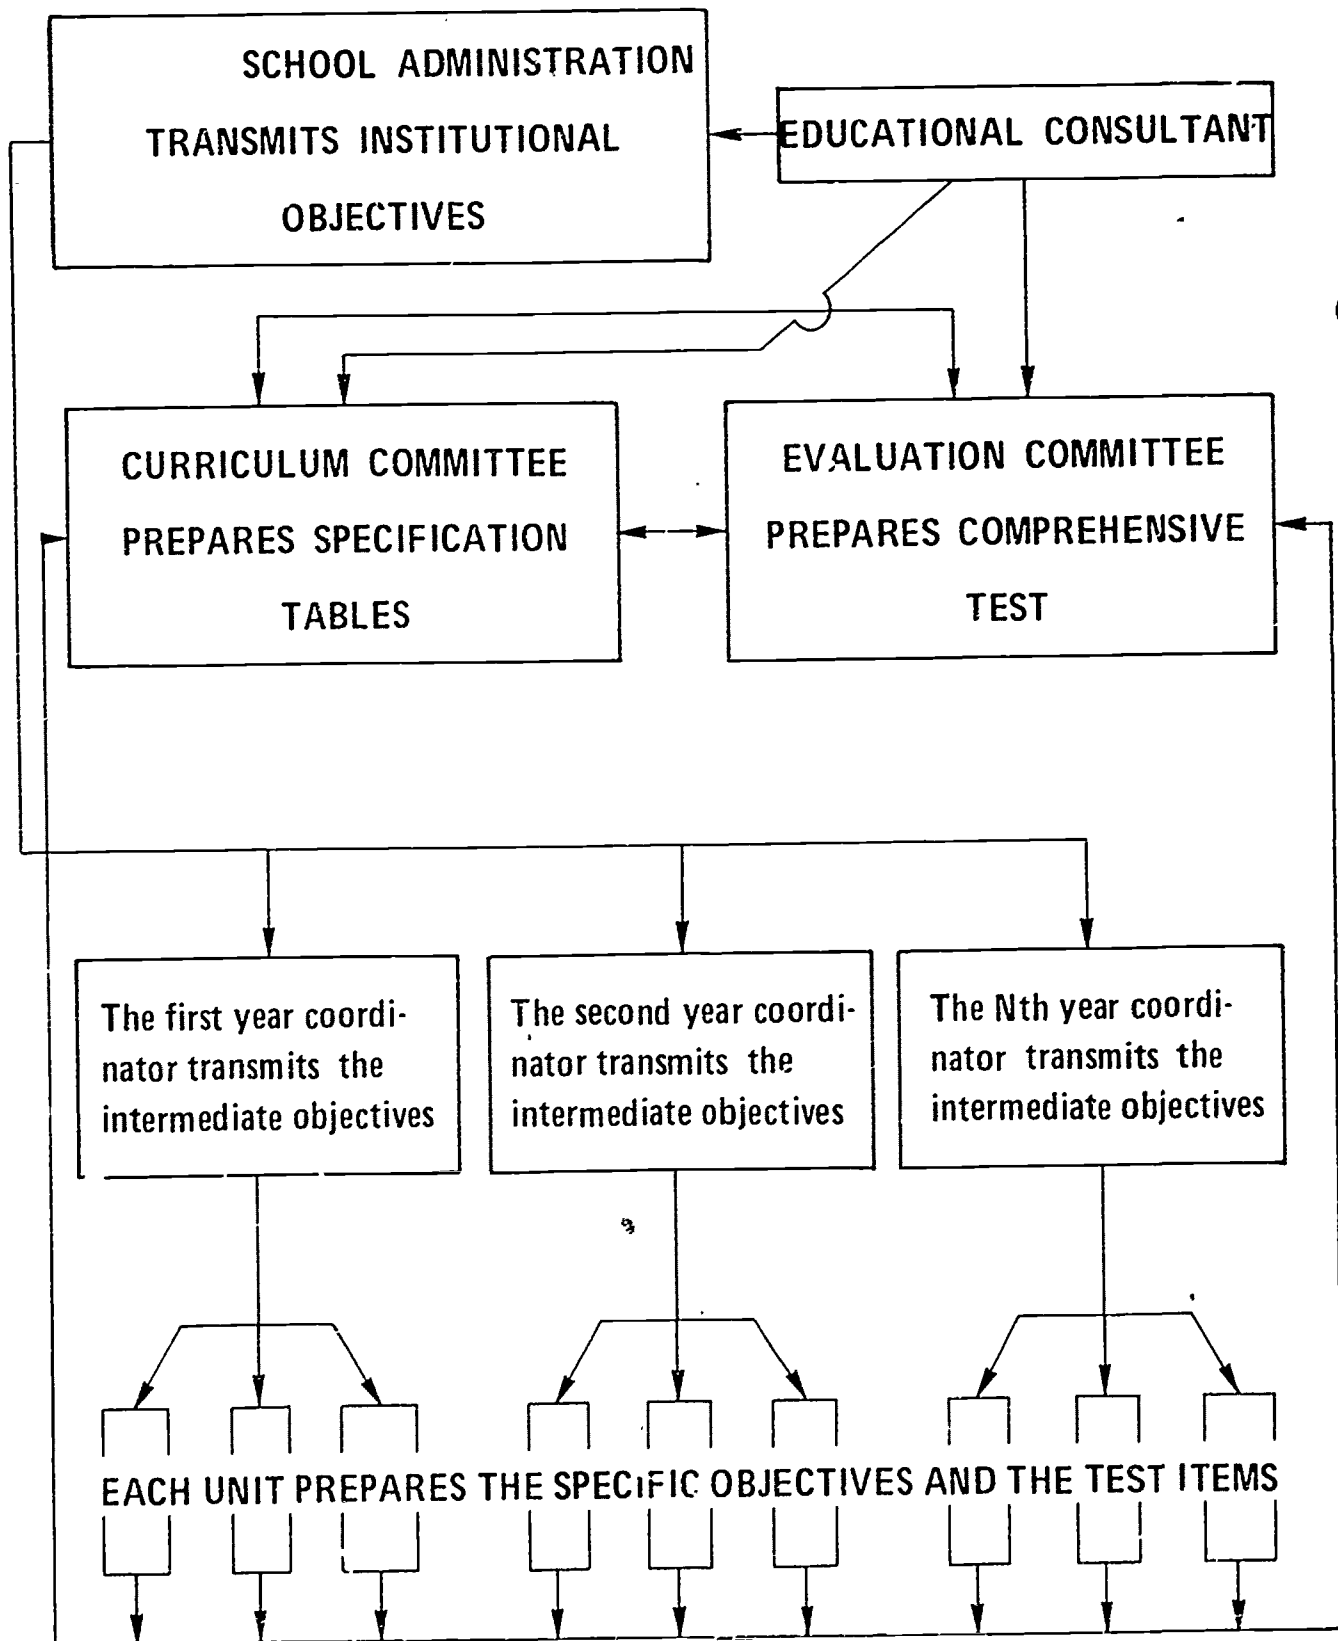 SCHOOL ADMINISTRATION
TRANSMITS INSTITUTIONAL
OBJECTIVES
EDUCATIONAL CONSULTANT
CURRICULUM COMMITTEE
PREPARES SPECIFICATION
TABLES
EVALUATION COMMITTEE
PREPARES COMPREHENSIVE
TEST
The first year coordi-
nator transmits the
intermediate objectives
The second year coordi-
nator transmits the
intermediate objectives
The Nth year coordi-
nator transmits the
intermediate objectives
EACH UNIT PREPARES THE SPECIFIC OBJECTIVES AND THE TEST ITEMS